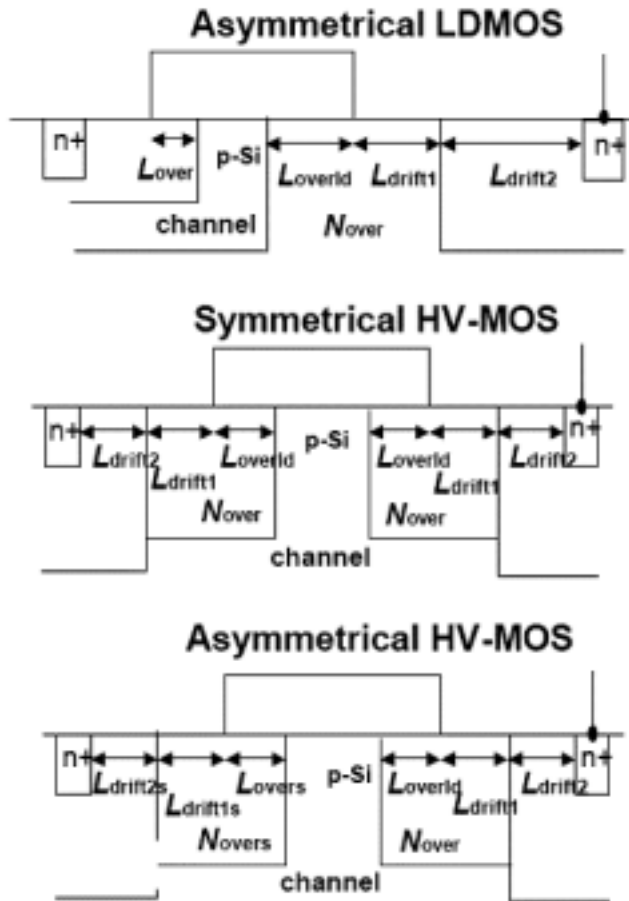 Asymmetrical LDMOS
n+ p-Si n+
Lover Loverld Ldrift1 Ldrift2
channel Nover
Symmetrical HV-MOS
n+ p-Si n+
Ldrift2 Loverld Loverld Ldrift2
Ldrift1 Ldrift1
Nover Nover
channel
Asymmetrical HV-MOS
n+ p-Si n+
Ldrift2s Lovers Loverld Ldrift2
Ldrift1s Ldrift1
Novers Nover
channel